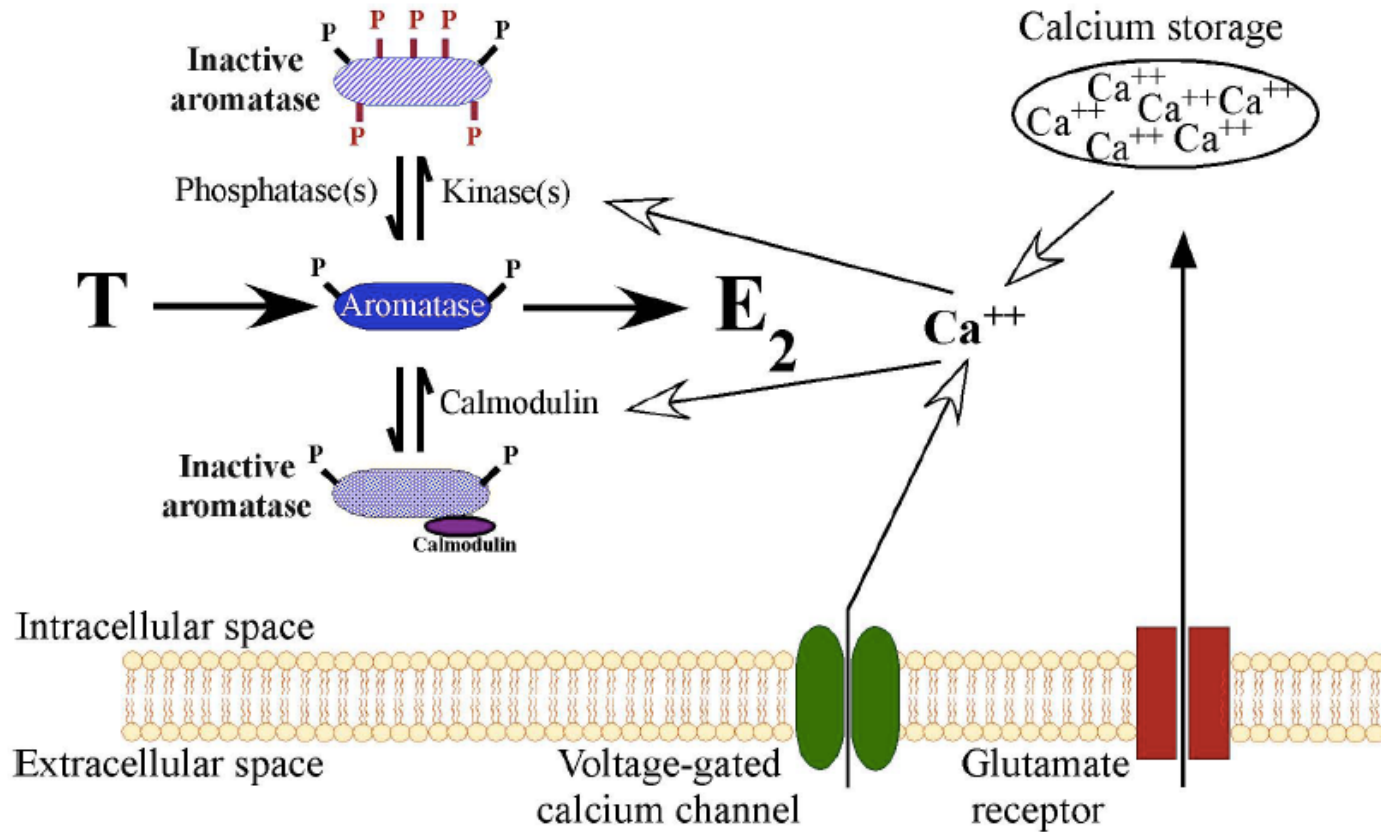 P
P
P
P
P
Inactive
aromatase
P
P
Calcium storage
Ca++
Ca++
Ca++
Ca++
Ca++
Ca++
Phosphatase(s)
Kinase(s)
T
P
P
Aromatase
E2
Ca++
Calmodulin
Inactive
aromatase
P
P
Calmodulin
Intracellular space
Extracellular space
Voltage-gated
calcium channel
Glutamate
receptor